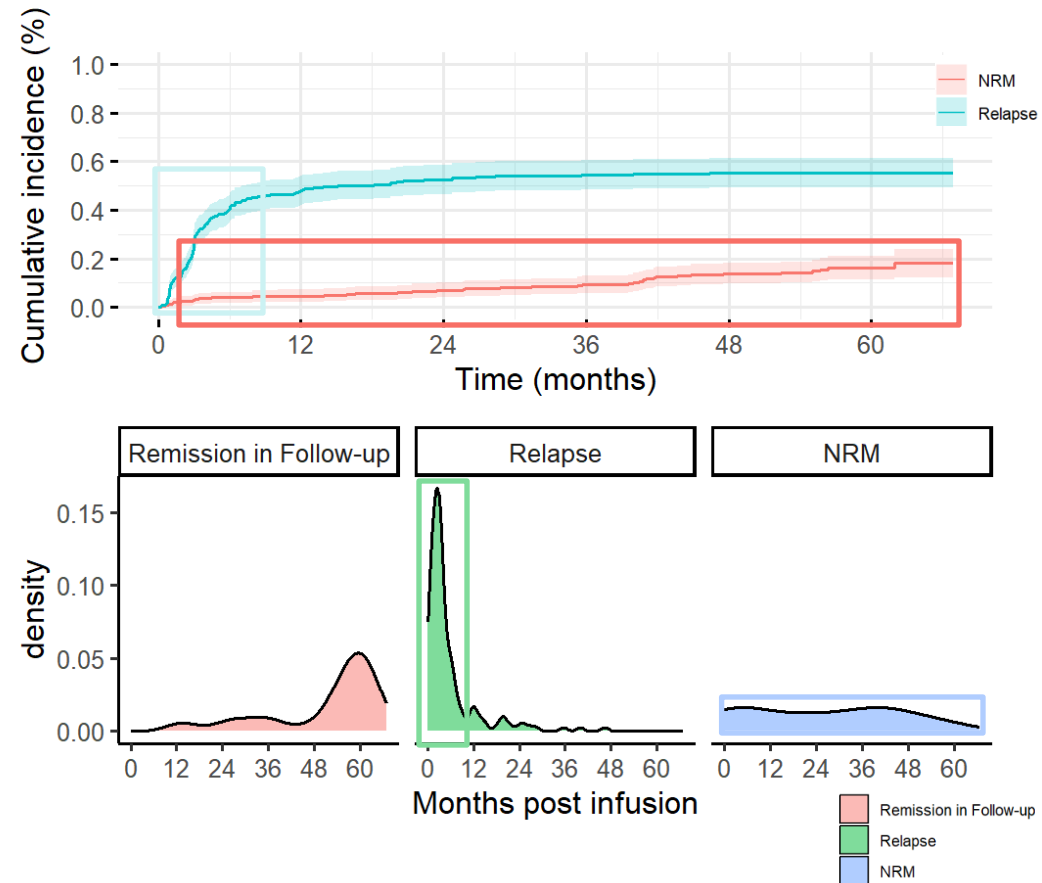 Cumulative incidence (%)
1.0
0.8
0.6
0.4
0.2
0.0
NRM
Relapse
0 12 24 36 48 60
Time (months)
Remission in Follow-up Relapse NRM
density
0.15
0.10
0.05
0.00
0 12 24 36 48 60 0 12 24 36 48 60 0 12 24 36 48 60
Months post infusion
Remission in Follow-up
Relapse
NRM